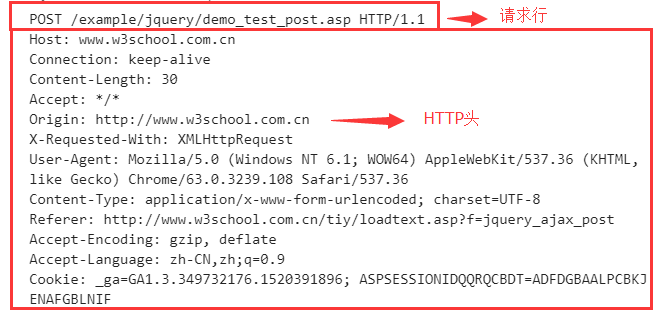 POST /example/jquery/demo_test_post.asp HTTP/1.1
请求行
Host: www.w3school.com.cn
Connection: keep-alive
Content-Length: 30
Accept: */*
Origin: http://www.w3school.com.cn
HTTP头
X-Requested-With: XMLHttpRequest
User-Agent: Mozilla/5.0 (Windows NT 6.1; WOW64) AppleWebKit/537.36 (KHTML,
like Gecko) Chrome/63.0.3239.108 Safari/537.36
Content-Type: application/x-www-form-urlencoded; charset=UTF-8
Referer: http://www.w3school.com.cn/tiy/loadtext.asp?f=jquery_ajax_post
Accept-Encoding: gzip, deflate
Accept-Language: zh-CN,zh;q=0.9
Cookie: _ga=GA1.3.349732176.1520391896; ASPSESSIONIDQQRQCBDT=ADFDGBAALPCBKJ
ENAFGBLNIF